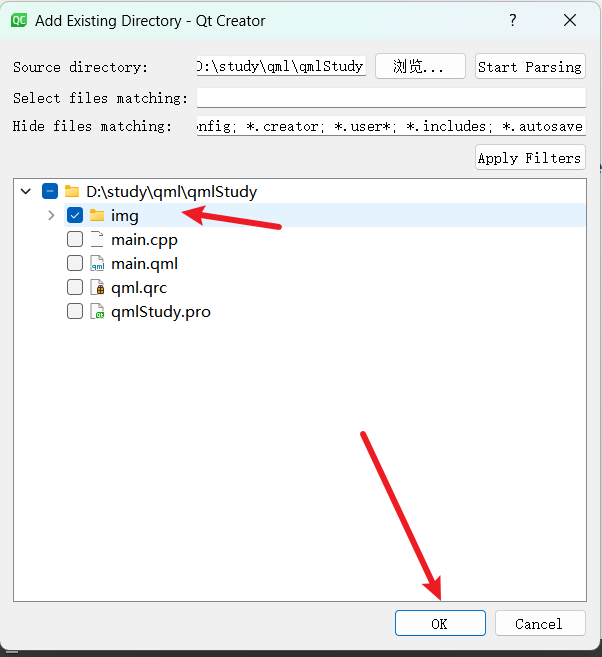 Add Existing Directory - Qt Creator
Source directory: D:\study\qml\qmlStudy 浏览... Start Parsing
Select files matching:
Hide files matching: onfig; *.creator; *.user*; *.includes; *.autosave
Apply Filters
D:\study\qml\qmlStudy
img
main.cpp
main.qml
qml.qrc
qmlStudy.pro
OK Cancel